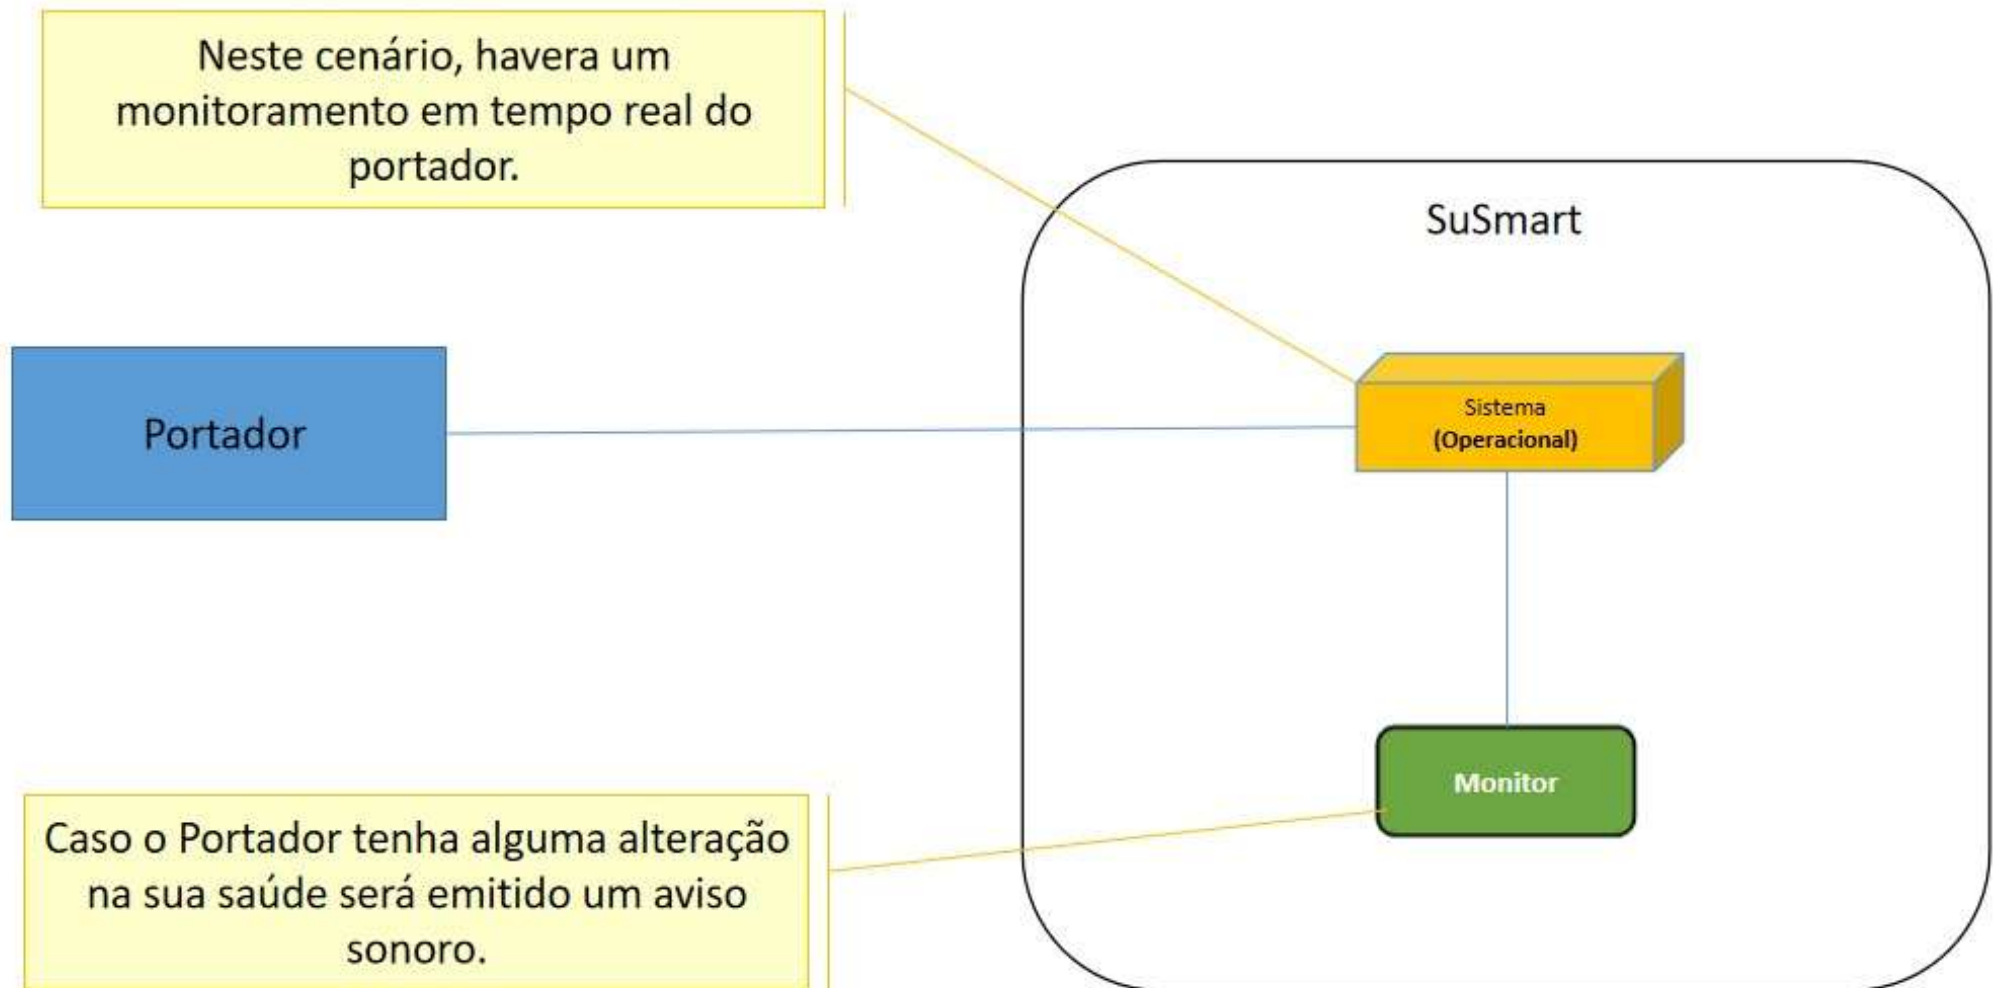 Neste cenário, havera um
monitoramento em tempo real do
portador.
SuSmart
Portador
Sistema
(Operacional)
Monitor
Caso o Portador tenha alguma alteração
na sua saúde será emitido um aviso
sonoro.